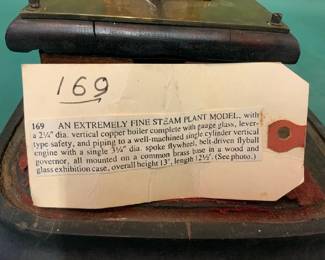 169
169 AN EXTREMELY FINE STEAM PLANT MODEL, with
a 2¼" dia. vertical copper boiler complete with gauge glass, lever-
type safety, and piping to a well-machined single cylinder vertical
engine with a single 3¼" dia. spoke flywheel, belt-driven flyball
governor, all mounted on a common brass base in a wood and
glass exhibition case, overall height 13", length 12½". (See photo.)